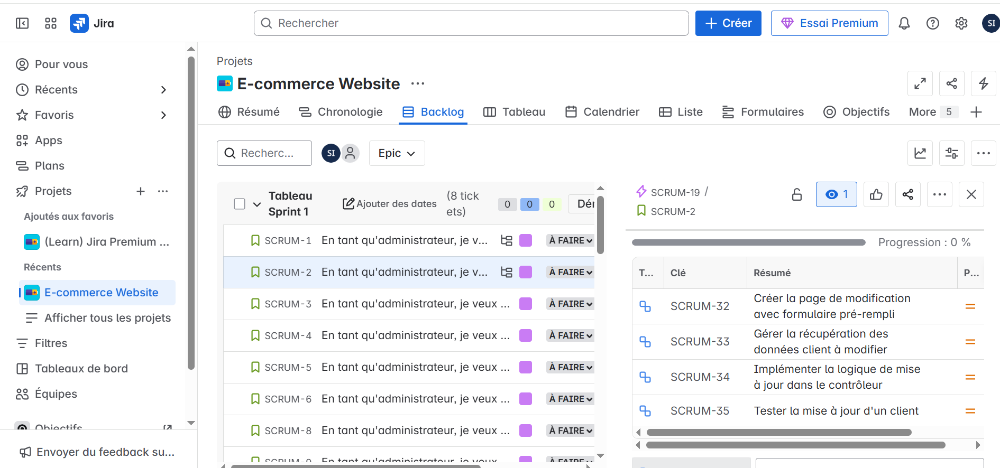 Jira
Rechercher
Créer
Essai Premium
SI
Pour vous
Récents
Favoris
Apps
Plans
Projets
Ajoutés aux favoris
(Learn) Jira Premium ...
Récents
E-commerce Website
Afficher tous les projets
Filtres
Tableaux de bord
Équipes
Objectifs
Envoyer du feedback su...
Projets
E-commerce Website
Résumé
Chronologie
Backlog
Tableau
Calendrier
Liste
Formulaires
Objectifs
More 5
Recherc...
SI
Epic
Tableau
Sprint 1
Ajouter des dates
(8 tick
ets)
0 0 0
Dér
SCRUM-1 En tant qu'administrateur, je v... À FAIRE
SCRUM-2 En tant qu'administrateur, je v... À FAIRE
SCRUM-3 En tant qu'administrateur, je veux ... À FAIRE
SCRUM-4 En tant qu'administrateur, je veux ... À FAIRE
SCRUM-5 En tant qu'administrateur, je veux ... À FAIRE
SCRUM-6 En tant qu'administrateur, je veux ... À FAIRE
SCRUM-8 En tant qu'administrateur, je veux ... À FAIRE
SCRUM-9 En tant qu'administrateur, je veux ... À FAIRE
SCRUM-19 /
SCRUM-2
1
Progression : 0 %
T... Clé Résumé P...
SCRUM-32 Créer la page de modification
avec formulaire pré-rempli
SCRUM-33 Gérer la récupération des
données client à modifier
SCRUM-34 Implémenter la logique de mise
à jour dans le contrôleur
SCRUM-35 Tester la mise à jour d'un client